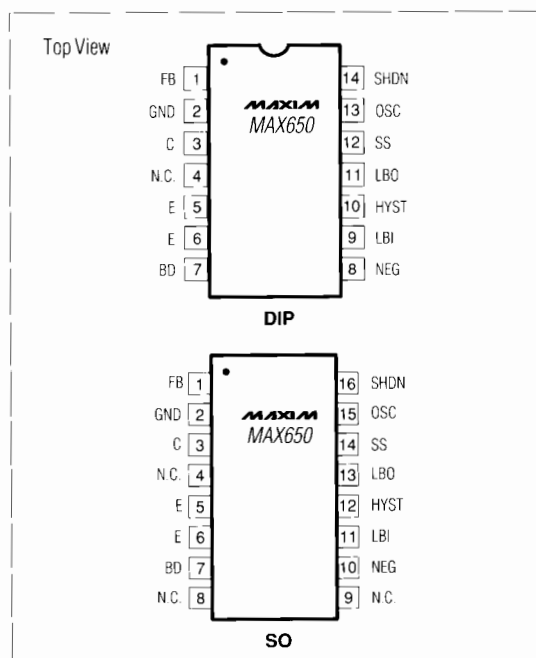 Top View
FB 1 14 SHDN
GND 2 13 OSC
C 3 12 SS
N.C. 4 11 LBO
E 5 10 HYST
E 6 9 LBI
BD 7 8 NEG
MAXIM
MAX650
DIP
FB 1 16 SHDN
GND 2 15 OSC
C 3 14 SS
N.C. 4 13 LBO
E 5 12 HYST
E 6 11 LBI
BD 7 10 NEG
N.C. 8 9 N.C.
MAXIM
MAX650
SO